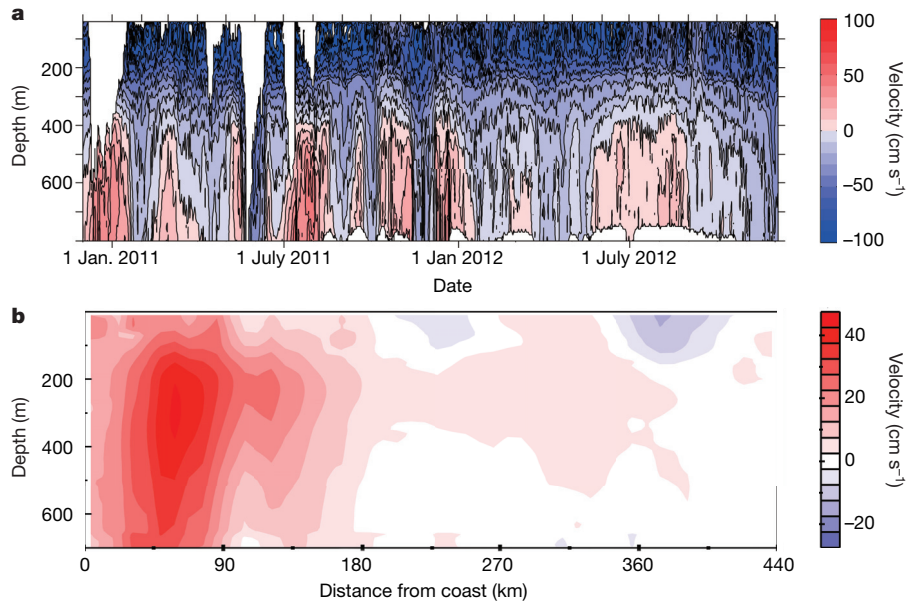 a
200
400
600
Depth (m)
1 Jan. 2011
1 July 2011
1 Jan 2012
1 July 2012
Date
100
50
0
–50
–100
Velocity (cm s–1)
b
200
400
600
Depth (m)
0
90
180
270
360
440
Distance from coast (km)
40
20
0
–20
Velocity (cm s–1)